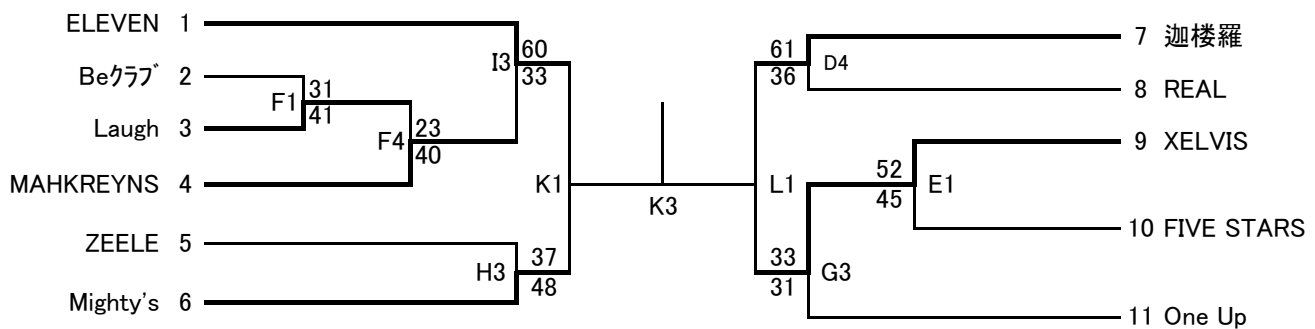 ELEVEN 1
Beｸﾗﾌﾞ 2
Laugh 3
MAHKREYNS 4
ZEELE 5
Mighty's 6
F1
31
41
F4
23
40
I3
60
33
H3
37
48
K1
K3
L1
61
36
D4
52
45
E1
33
31
G3
7 迦楼羅
8 REAL
9 XELVIS
10 FIVE STARS
11 One Up